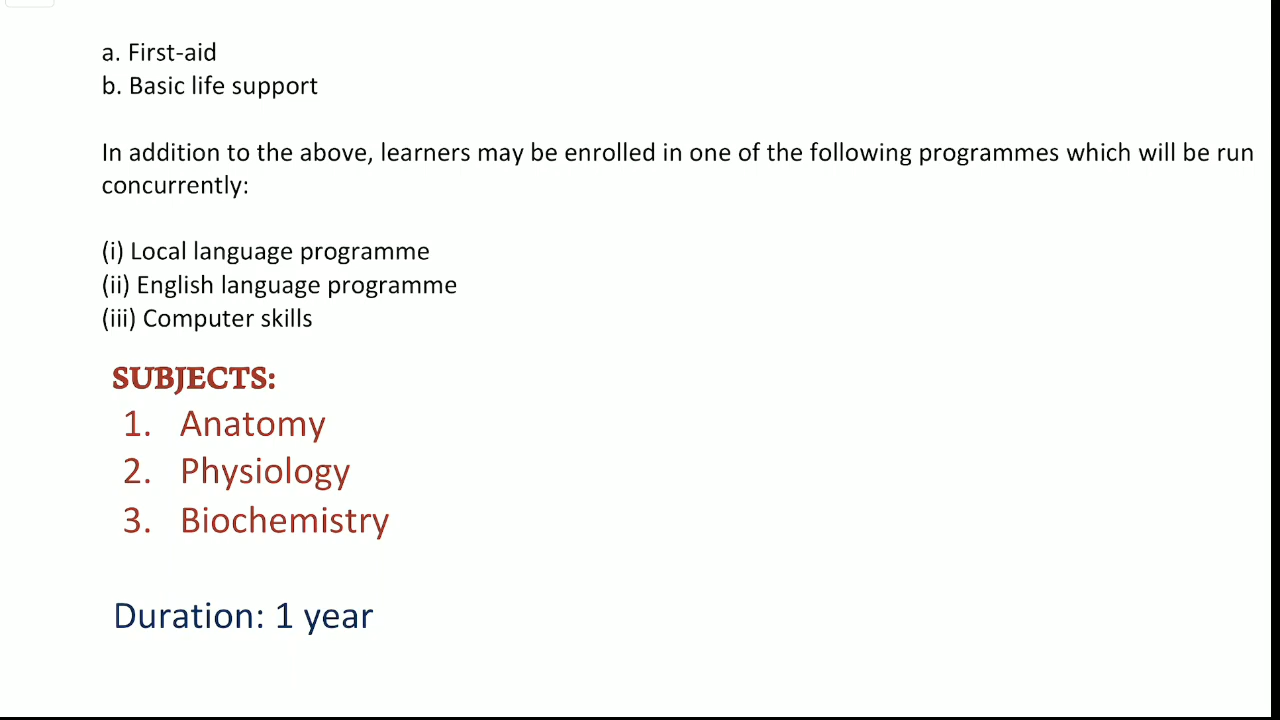 a. First-aid
b. Basic life support
In addition to the above, learners may be enrolled in one of the following programmes which will be run
concurrently:
(i) Local language programme
(ii) English language programme
(iii) Computer skills
SUBJECTS:
1. Anatomy
2. Physiology
3. Biochemistry
Duration: 1 year